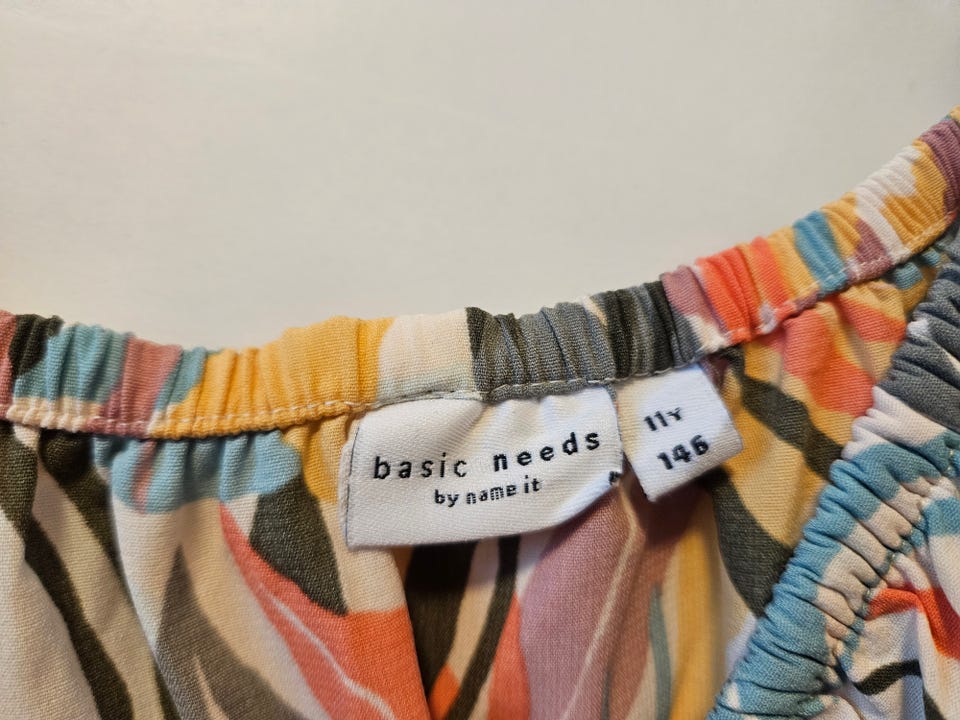 basic needs
by name it
11Y
146